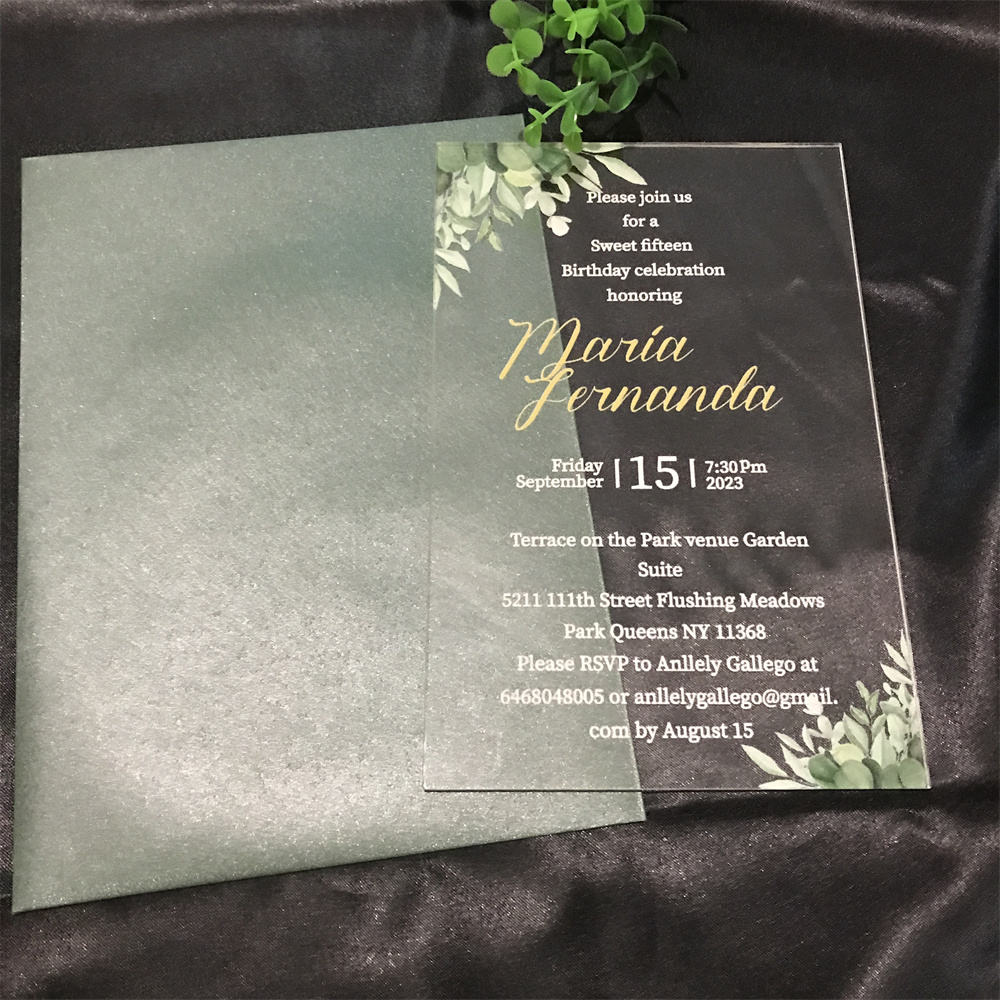 Please join us
for a
Sweet fifteen
Birthday celebration
honoring
María
Fernanda
Friday
September
| 15 |
7:30Pm
2023
Terrace on the Park venue Garden
Suite
5211 111th Street Flushing Meadows
Park Queens NY 11368
Please RSVP to Anllely Gallego at
6468048005 or anllelygallego@gmail.
com by August 15